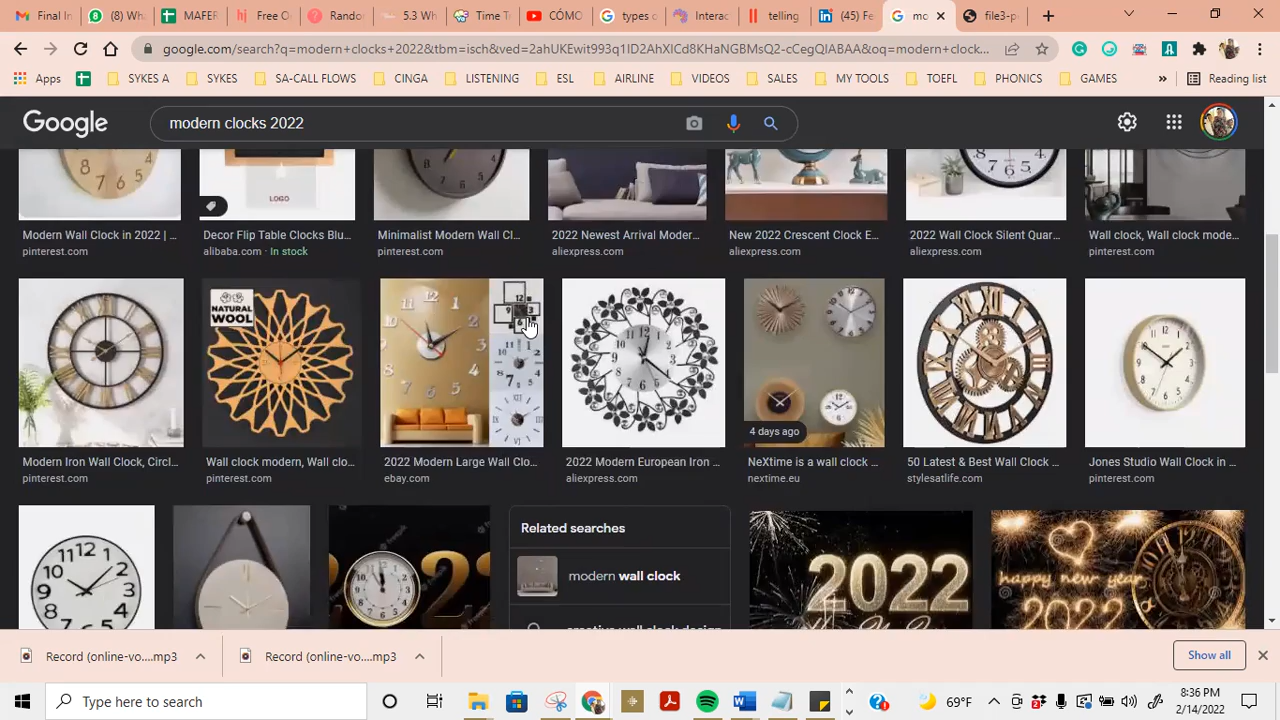 Final In
(8) Wha
MAFER
Free O
Rando
5.3 Wh
Time T
CÓMO
types o
Interac
telling
(45) Fe
mo
file3-p
google.com/search?q=modern+clocks+2022&tbm=isch&ved=2ahUKEwit993q1ID2AhXICd8KHaNGBMsQ2-cCegQIABAA&oq=modern+clock...
Apps
SYKES A
SYKES
SA-CALL FLOWS
CINGA
LISTENING
ESL
AIRLINE
VIDEOS
SALES
MY TOOLS
TOEFL
PHONICS
GAMES
»
Reading list
Google
modern clocks 2022
LOGO
Modern Wall Clock in 2022 | ...
pinterest.com
Decor Flip Table Clocks Blu...
alibaba.com · In stock
Minimalist Modern Wall Cl...
pinterest.com
2022 Newest Arrival Moder...
aliexpress.com
New 2022 Crescent Clock E...
aliexpress.com
2022 Wall Clock Silent Quar...
aliexpress.com
Wall clock, Wall clock mode...
pinterest.com
NATURAL
WOOL
4 days ago
Modern Iron Wall Clock, Circl...
pinterest.com
Wall clock modern, Wall clo...
pinterest.com
2022 Modern Large Wall Clo...
ebay.com
2022 Modern European Iron ...
aliexpress.com
NeXtime is a wall clock ...
nextime.eu
50 Latest & Best Wall Clock ...
stylesatlife.com
Jones Studio Wall Clock in ...
pinterest.com
Related searches
modern wall clock
creative wall clock design
2022
happy new year
2022
Record (online-vo....mp3
Record (online-vo....mp3
Show all
Type here to search
69°F
8:36 PM
2/14/2022